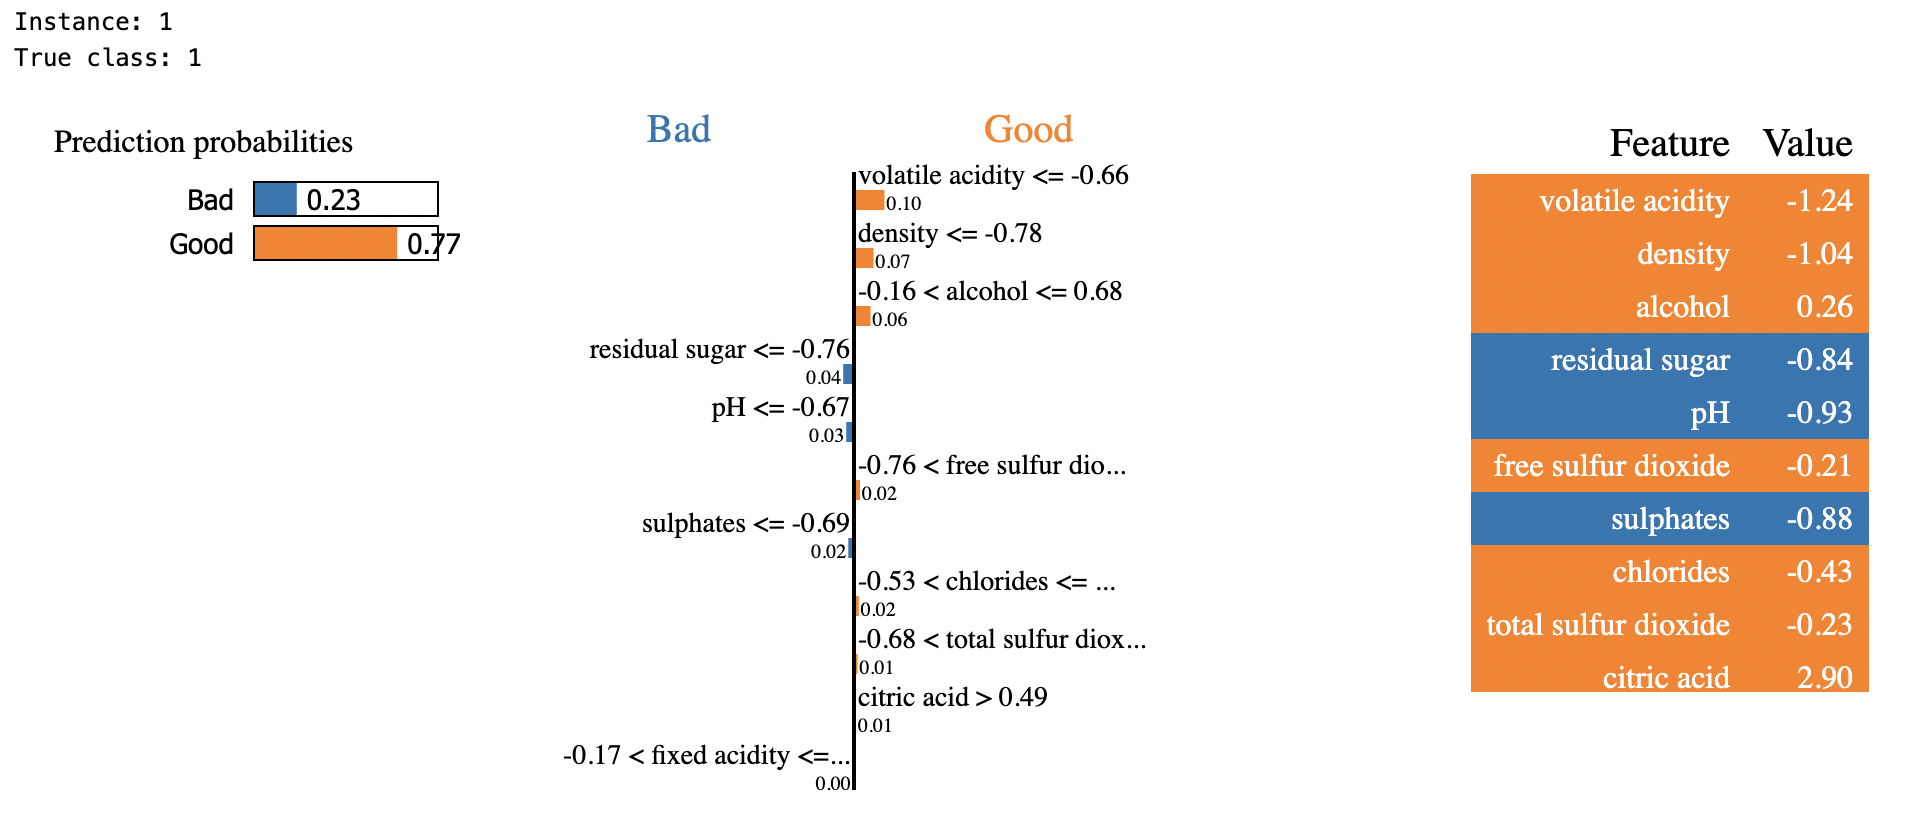 Instance: 1
True class: 1
Prediction probabilities
Bad 0.23
Good 0.77
Bad Good
volatile acidity <= -0.66
0.10
density <= -0.78
0.07
-0.16 < alcohol <= 0.68
0.06
residual sugar <= -0.76
0.04
pH <= -0.67
0.03
-0.76 < free sulfur dio...
0.02
sulphates <= -0.69
0.02
-0.53 < chlorides <= ...
0.02
-0.68 < total sulfur diox...
0.01
citric acid > 0.49
0.01
-0.17 < fixed acidity <=...
0.00
Feature Value
volatile acidity -1.24
density -1.04
alcohol 0.26
residual sugar -0.84
pH -0.93
free sulfur dioxide -0.21
sulphates -0.88
chlorides -0.43
total sulfur dioxide -0.23
citric acid 2.90